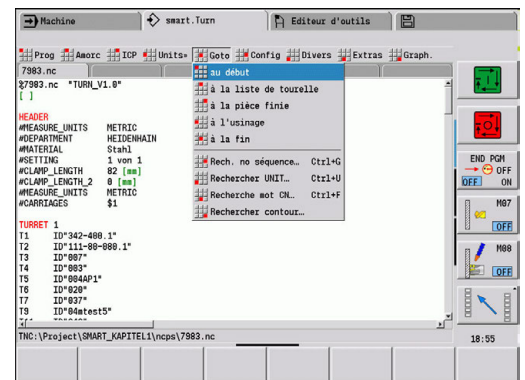 Machine smart.Turn Editeur d'outils
Prog Amorc ICP Units» Goto Config Divers Extras Graph.
7983.nc
%7983.nc "TURN_V1.0"
[ ]
HEADER
#MEASURE_UNITS METRIC
#DEPARTMENT HEIDENHAIN
#MATERIAL Stahl
#SETTING 1 von 1
#CLAMP_LENGTH 82 [mm]
#CLAMP_LENGTH_2 0 [mm]
#MEASURE_UNITS METRIC
#CARRIAGES $1
TURRET 1
T1 ID"342-400.1"
T2 ID"111-80-080.1"
T3 ID"007"
T4 ID"003"
T5 ID"004AP1"
T6 ID"020"
T7 ID"037"
T9 ID"04mtest5"
au début
à la liste de tourelle
à la pièce finie
à l'usinage
à la fin
Rech. no séquence… Ctrl+G
Rechercher UNIT… Ctrl+U
Recherche mot CN… Ctrl+F
Rechercher contour…
TNC:\Project\SMART_KAPITEL1\ncps\7983.nc
END PGM
OFF
OFF ON
M07
OFF
M08
OFF
18:55